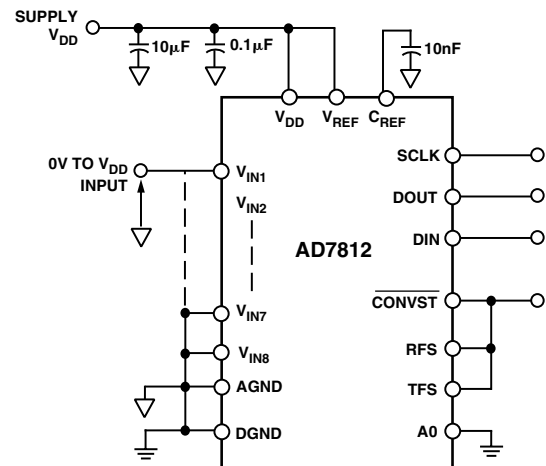 SUPPLY
VDD
10μF
0.1μF
10nF
VDD
VREF
CREF
0V TO VDD
INPUT
VIN1
VIN2
VIN7
VIN8
AGND
DGND
AD7812
SCLK
DOUT
DIN
CONVST
RFS
TFS
A0